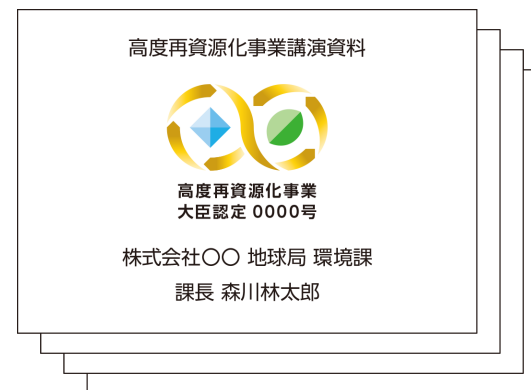 高度再資源化事業講演資料
高度再資源化事業
大臣認定 0000号
株式会社〇〇 地球局 環境課
課長 森川林太郎